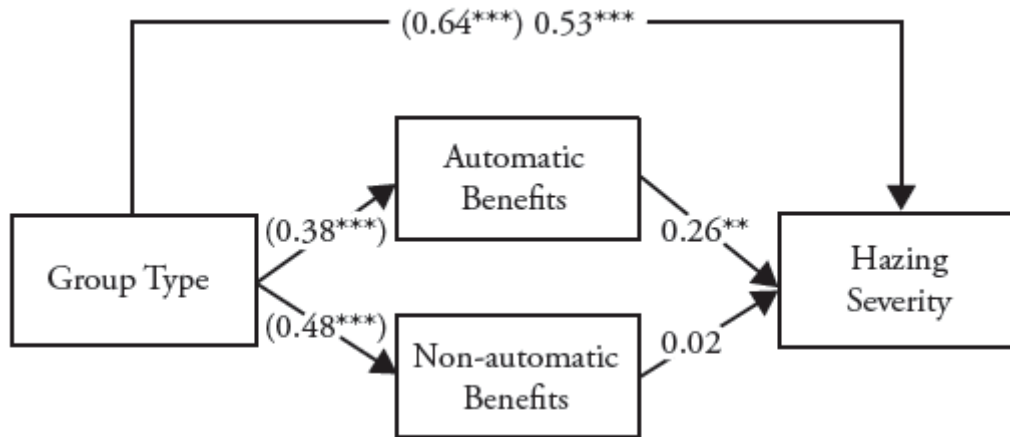 (0.64***) 0.53***
Automatic
Benefits
(0.38***)
0.26**
Group Type
Hazing
Severity
(0.48***)
0.02
Non-automatic
Benefits